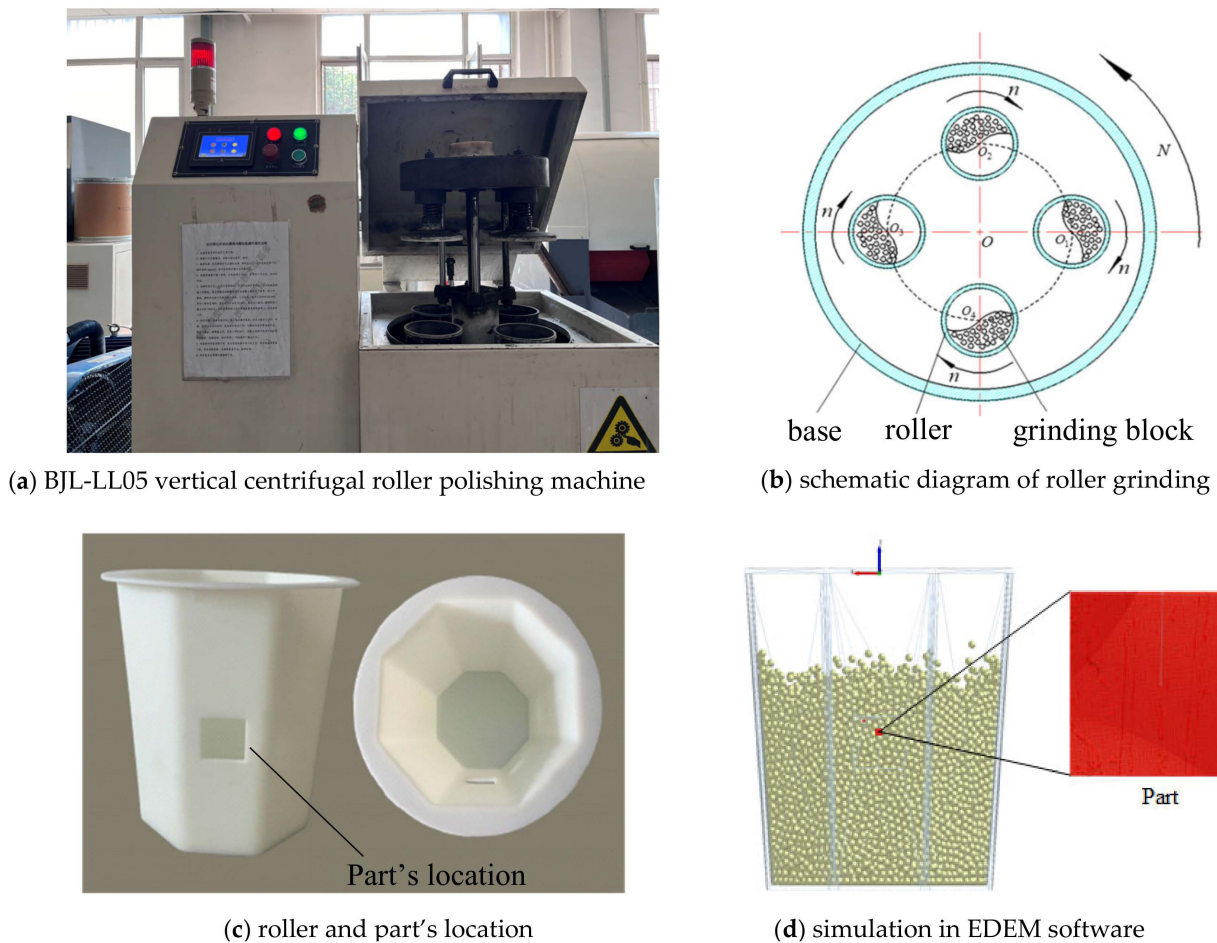 n
O₂
N
n
O₃
O
O₁
n
O₄
n
base
roller
grinding block
(a) BJL-LL05 vertical centrifugal roller polishing machine
(b) schematic diagram of roller grinding
Part’s location
Part
(c) roller and part’s location
(d) simulation in EDEM software